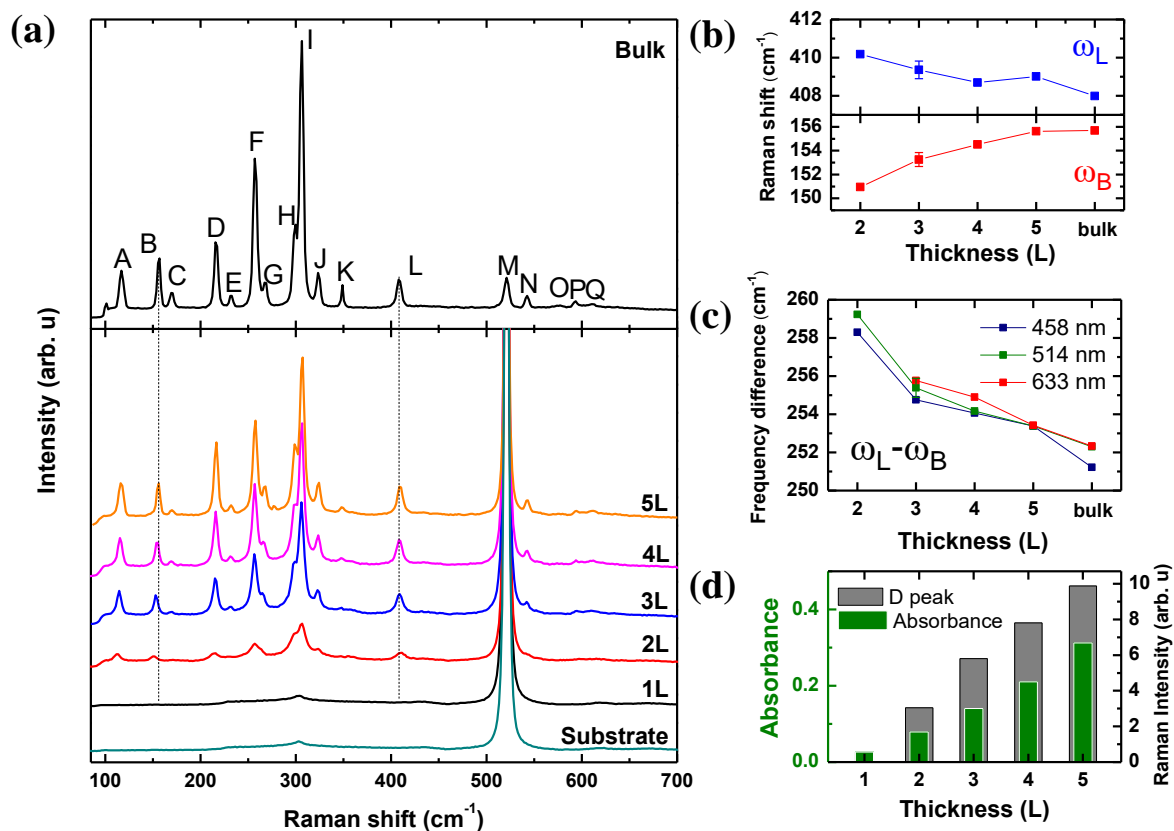 (a)
Bulk
A
B
C
D
E
F
G
H
I
J
K
L
M
N
O
P
Q
5L
4L
3L
2L
1L
Substrate
Intensity (arb. u)
100 200 300 400 500 600 700
Raman shift (cm-1)
(b)
412
410
408
ωL
156
154
152
150
ωB
Raman shift (cm-1)
2 3 4 5 bulk
Thickness (L)
(c)
260
258
256
254
252
250
Frequency difference (cm-1)
458 nm
514 nm
633 nm
ωL-ωB
2 3 4 5 bulk
Thickness (L)
(d)
0.4
0.2
0.0
Absorbance
D peak
Absorbance
10
8
6
4
2
0
Raman Intensity (arb. u)
1 2 3 4 5
Thickness (L)